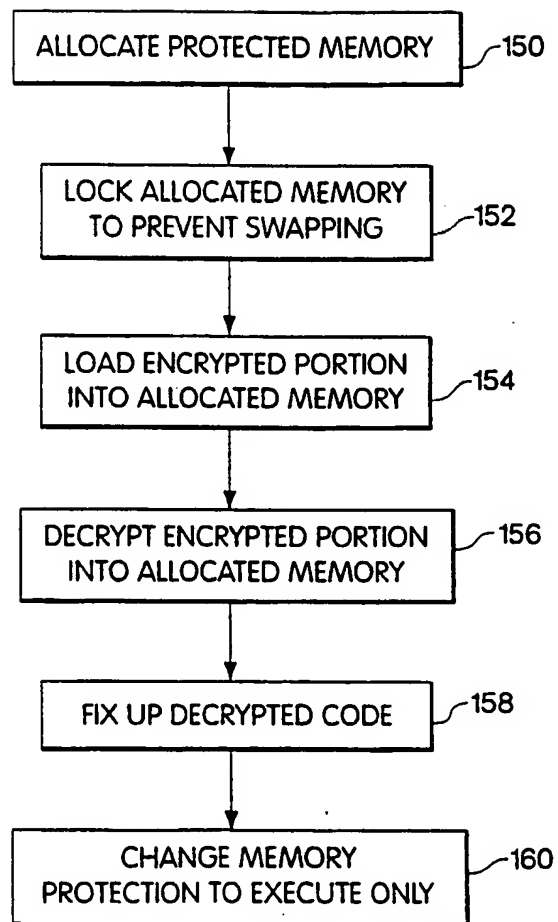 ALLOCATE PROTECTED MEMORY
150
LOCK ALLOCATED MEMORY
TO PREVENT SWAPPING
152
LOAD ENCRYPTED PORTION
INTO ALLOCATED MEMORY
154
DECRYPT ENCRYPTED PORTION
INTO ALLOCATED MEMORY
156
FIX UP DECRYPTED CODE
158
CHANGE MEMORY
PROTECTION TO EXECUTE ONLY
160